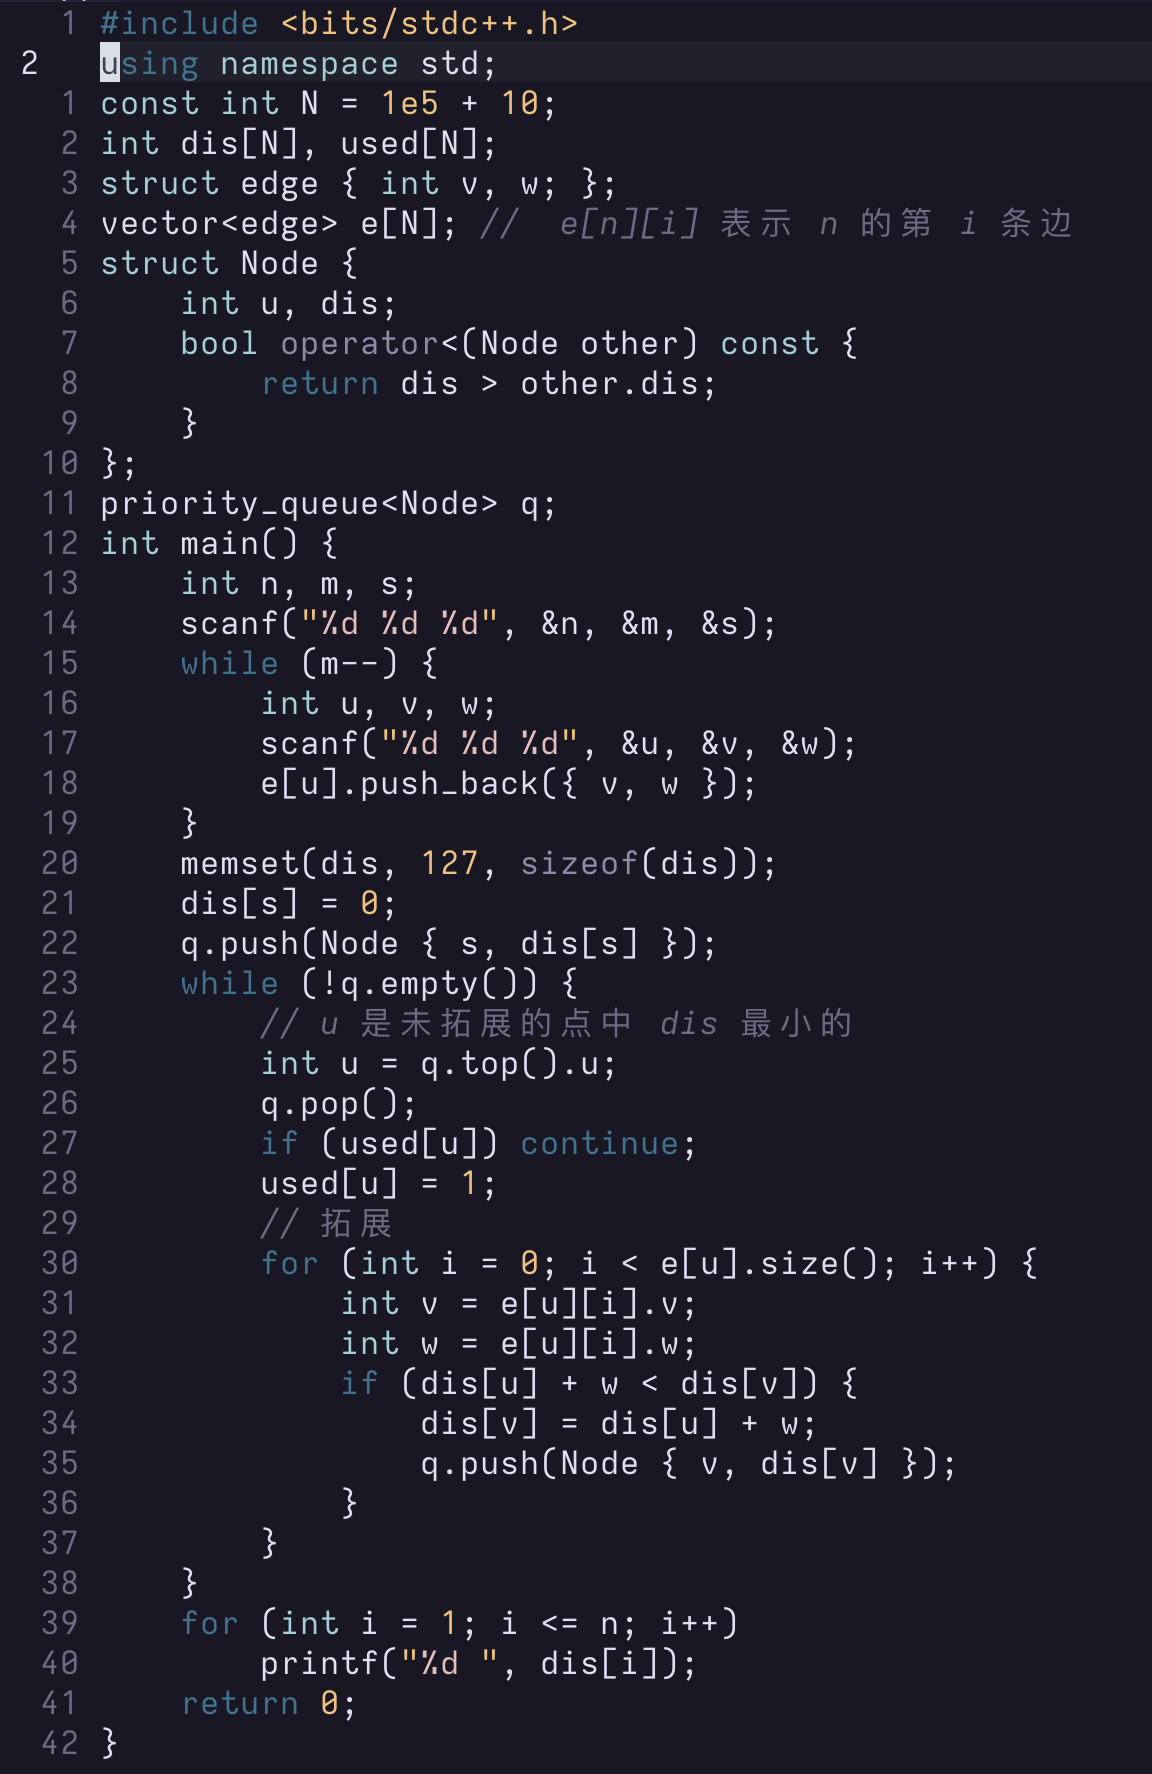 1 #include <bits/stdc++.h>
2 using namespace std;
1 const int N = 1e5 + 10;
2 int dis[N], used[N];
3 struct edge { int v, w; };
4 vector<edge> e[N]; //  e[n][i] 表示 n 的第 i 条边
5 struct Node {
6     int u, dis;
7     bool operator<(Node other) const {
8         return dis > other.dis;
9     }
10 };
11 priority_queue<Node> q;
12 int main() {
13     int n, m, s;
14     scanf("%d %d %d", &n, &m, &s);
15     while (m--) {
16         int u, v, w;
17         scanf("%d %d %d", &u, &v, &w);
18         e[u].push_back({ v, w });
19     }
20     memset(dis, 127, sizeof(dis));
21     dis[s] = 0;
22     q.push(Node { s, dis[s] });
23     while (!q.empty()) {
24         // u 是未拓展的点中 dis 最小的
25         int u = q.top().u;
26         q.pop();
27         if (used[u]) continue;
28         used[u] = 1;
29         // 拓展
30         for (int i = 0; i < e[u].size(); i++) {
31             int v = e[u][i].v;
32             int w = e[u][i].w;
33             if (dis[u] + w < dis[v]) {
34                 dis[v] = dis[u] + w;
35                 q.push(Node { v, dis[v] });
36             }
37         }
38     }
39     for (int i = 1; i <= n; i++)
40         printf("%d ", dis[i]);
41     return 0;
42 }